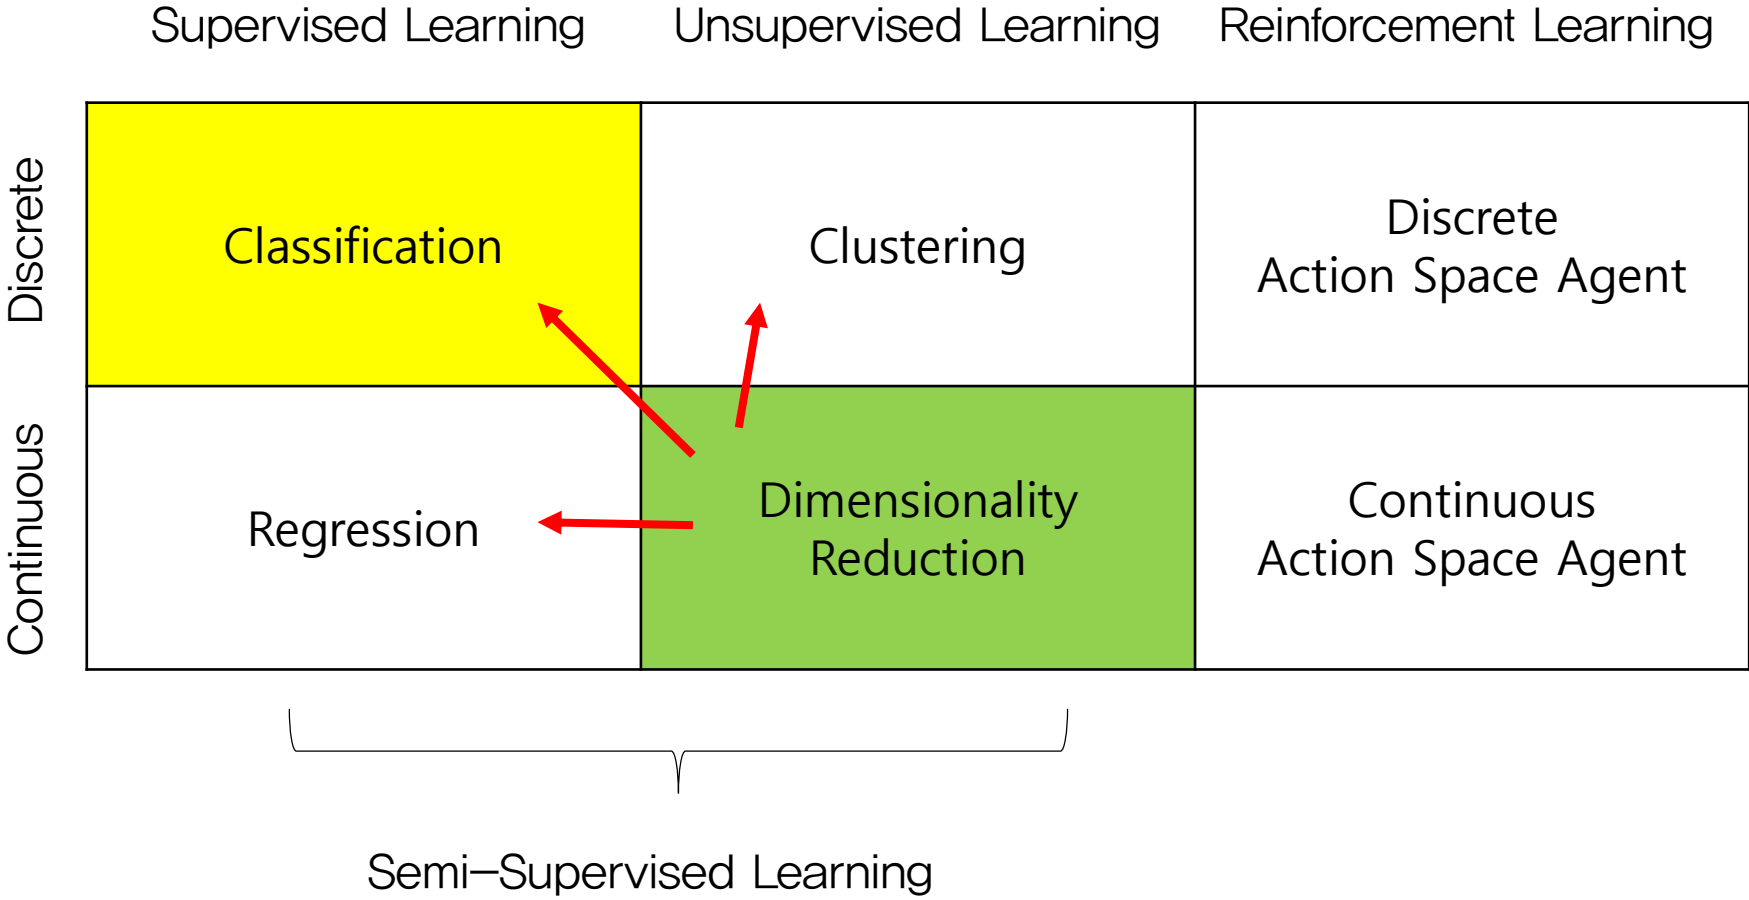 Supervised Learning
Unsupervised Learning
Reinforcement Learning
Discrete
Classification
Clustering
Discrete
Action Space Agent
Continuous
Regression
Dimensionality
Reduction
Continuous
Action Space Agent
Semi-Supervised Learning